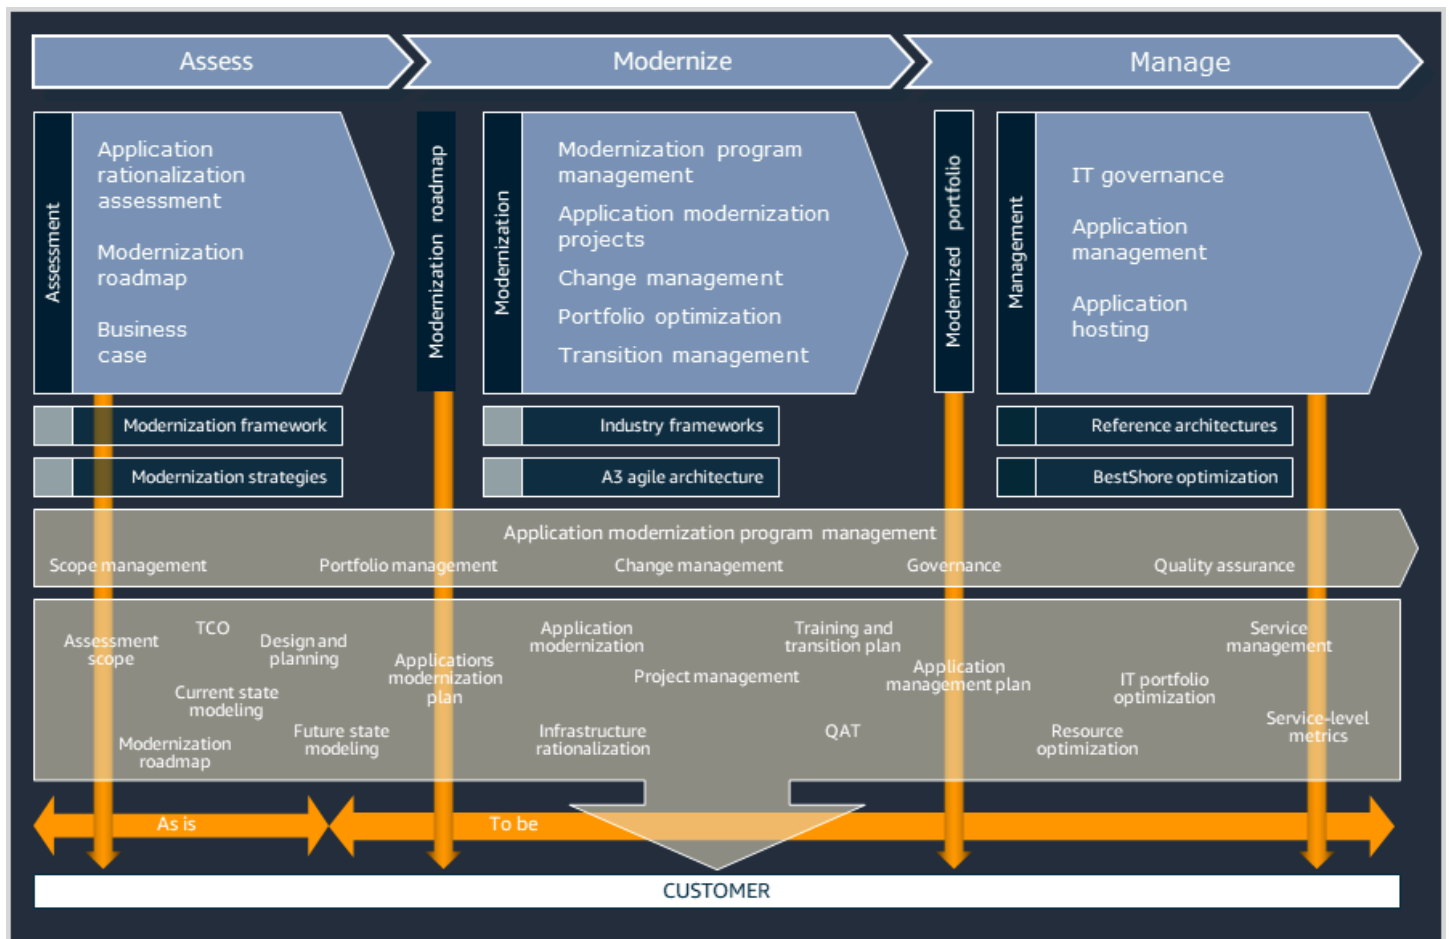 Assess
Modernize
Manage
Assessment
Application
rationalization
assessment
Modernization
roadmap
Business
case
Modernization roadmap
Modernization
Modernization program
management
Application modernization
projects
Change management
Portfolio optimization
Transition management
Modernized portfolio
Management
IT governance
Application
management
Application
hosting
Modernization framework
Modernization strategies
Industry frameworks
A3 agile architecture
Reference architectures
BestShore optimization
Application modernization program management
Scope management
Portfolio management
Change management
Governance
Quality assurance
Assessment
scope
TCO
Design and
planning
Current state
modeling
Modernization
roadmap
Future state
modeling
Applications
modernization
plan
Application
modernization
Project management
Infrastructure
rationalization
Training and
transition plan
QAT
Application
management plan
Resource
optimization
IT portfolio
optimization
Service
management
Service-level
metrics
As is
To be
CUSTOMER